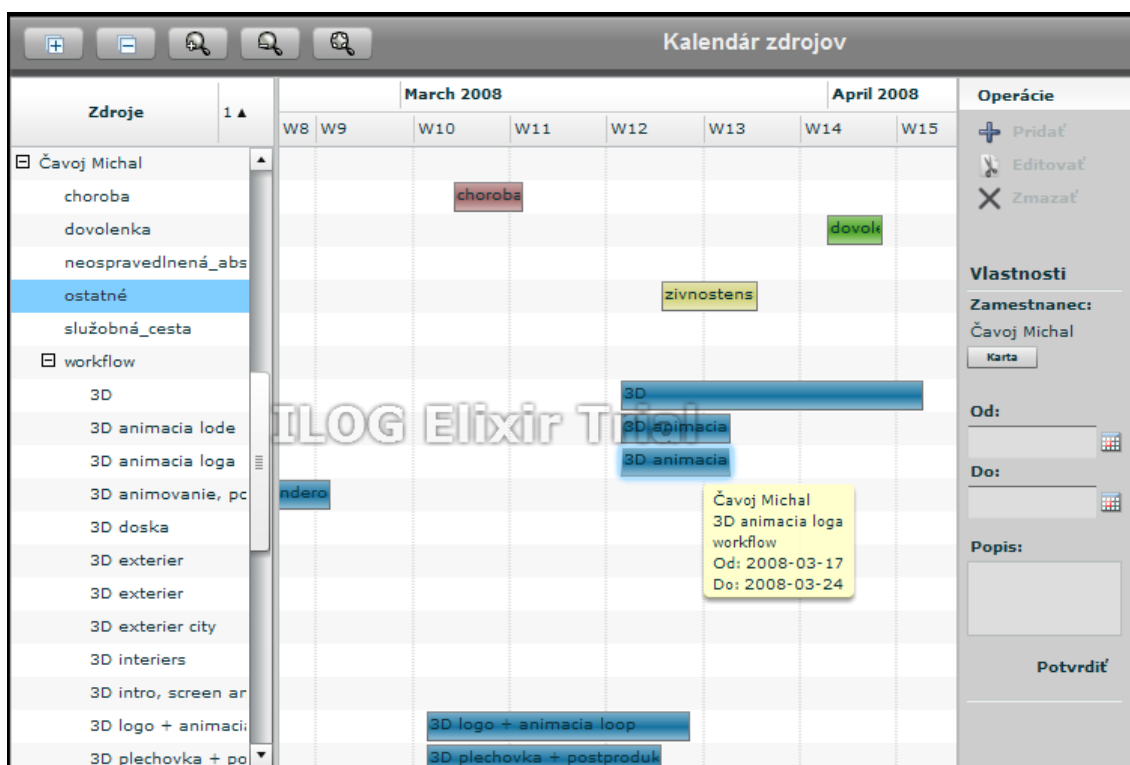 Kalendár zdrojov
Zdroje 1 ▲
March 2008 April 2008
W8 W9 W10 W11 W12 W13 W14 W15
Čavoj Michal
choroba choroba
dovolenka dovole
neospravedlnená_abs
ostatné zivnostens
služobná_cesta
workflow
3D 3D
ILOG Elixir Trial
3D animacia lode 3D animacia
3D animacia loga 3D animacia
3D animovanie, pc ndero
3D doska
3D exterier
3D exterier
3D exterier city
3D interiers
3D intro, screen ar
3D logo + animaci 3D logo + animacia loop
3D plechovka + po 3D plechovka + postproduk
Čavoj Michal
3D animacia loga
workflow
Od: 2008-03-17
Do: 2008-03-24
Operácie
Pridať
Editovať
Zmazať
Vlastnosti
Zamestnanec:
Čavoj Michal
Karta
Od:
Do:
Popis:
Potvrdiť